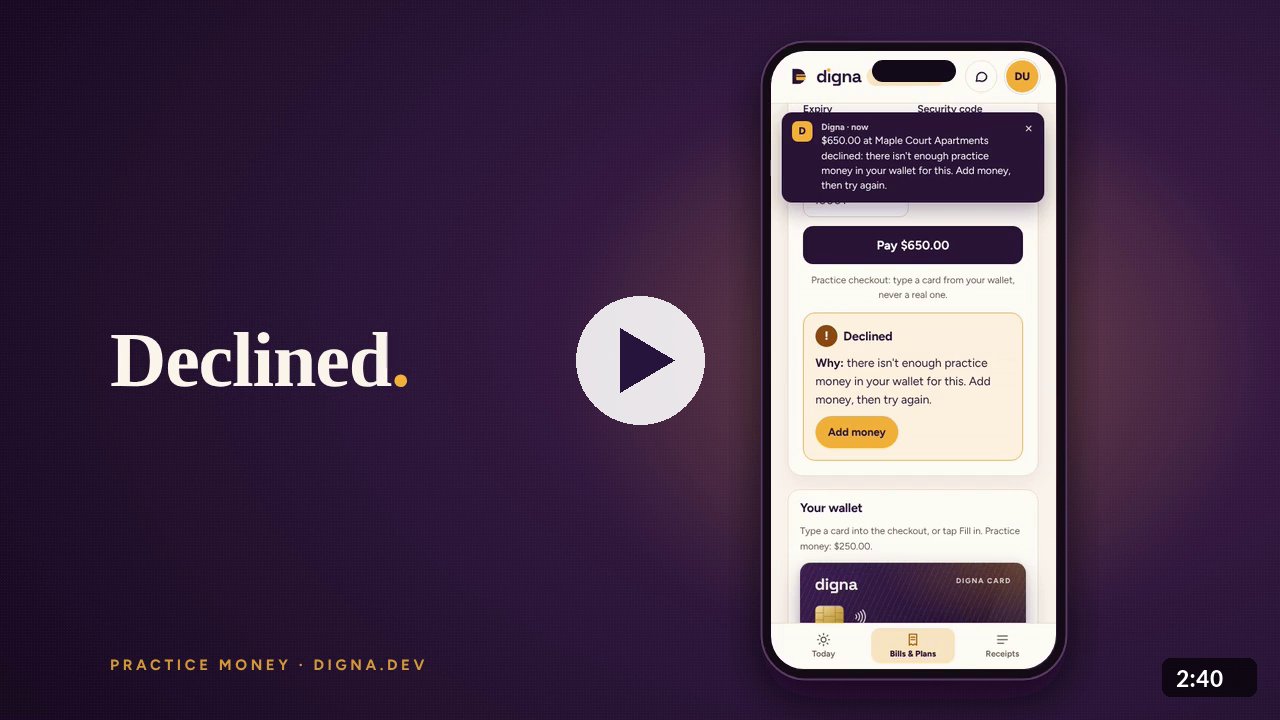 Declined.
PRACTICE MONEY · DIGNA.DEV
digna
DU
Expiry
Security code
D
Digna · now
$650.00 at Maple Court Apartments
declined: there isn't enough practice
money in your wallet for this. Add money,
then try again.
Pay $650.00
Practice checkout: type a card from your wallet,
never a real one.
!
Declined
Why: there isn't enough practice
money in your wallet for this. Add
money, then try again.
Add money
Your wallet
Type a card into the checkout, or tap Fill in. Practice
money: $250.00.
digna
DIGNA CARD
Today
Bills & Plans
Receipts
2:40